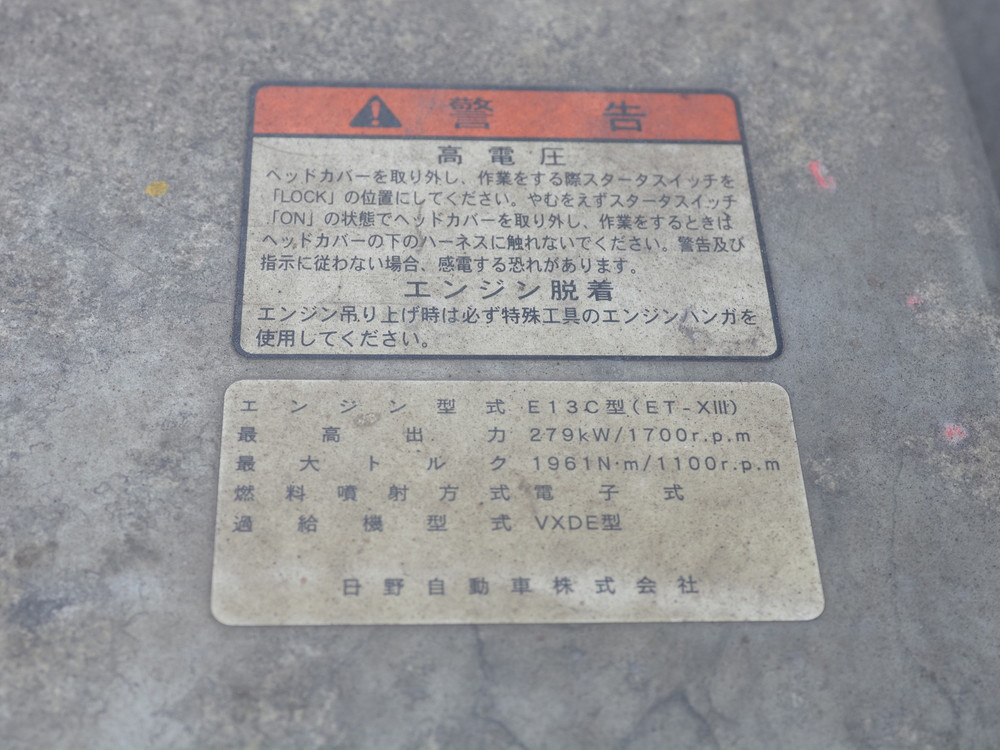 警告
高電圧
ヘッドカバーを取り外し、作業をする際スタータスイッチを
「LOCK」の位置にしてください。やむをえずスタータスイッチ
「ON」の状態でヘッドカバーを取り外し、作業をするときは
ヘッドカバーの下のハーネスに触れないでください。警告及び
指示に従わない場合、感電する恐れがあります。
エンジン脱着
エンジン吊り上げ時は必ず特殊工具のエンジンハンガを
使用してください。
エンジン型式 E13C型(ET-XIII)
最高出力 279kW/1700r.p.m
最大トルク 1961N·m/1100r.p.m
燃料噴射方式 電子式
過給機型式 VXDE型
日野自動車株式会社